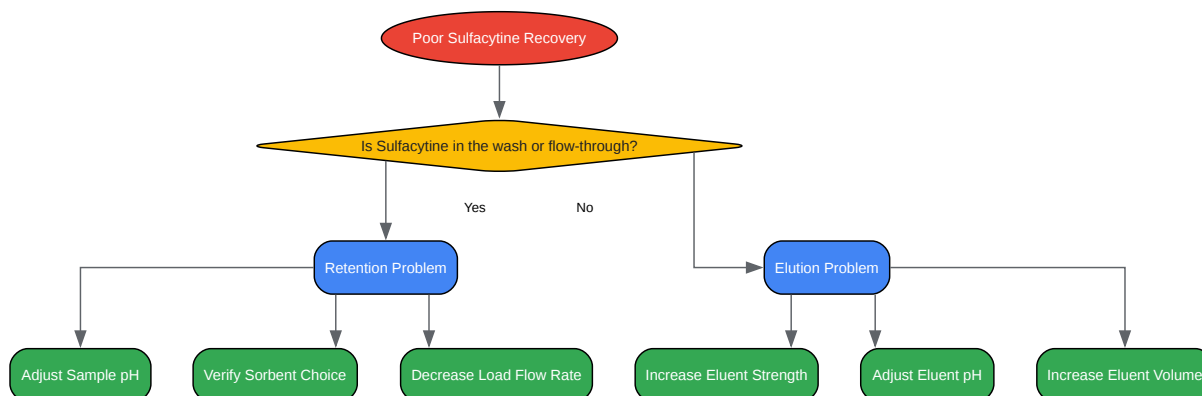 Poor Sulfacytine Recovery
Is Sulfacytine in the wash or flow-through?
Yes
No
Retention Problem
Elution Problem
Adjust Sample pH
Verify Sorbent Choice
Decrease Load Flow Rate
Increase Eluent Strength
Adjust Eluent pH
Increase Eluent Volume